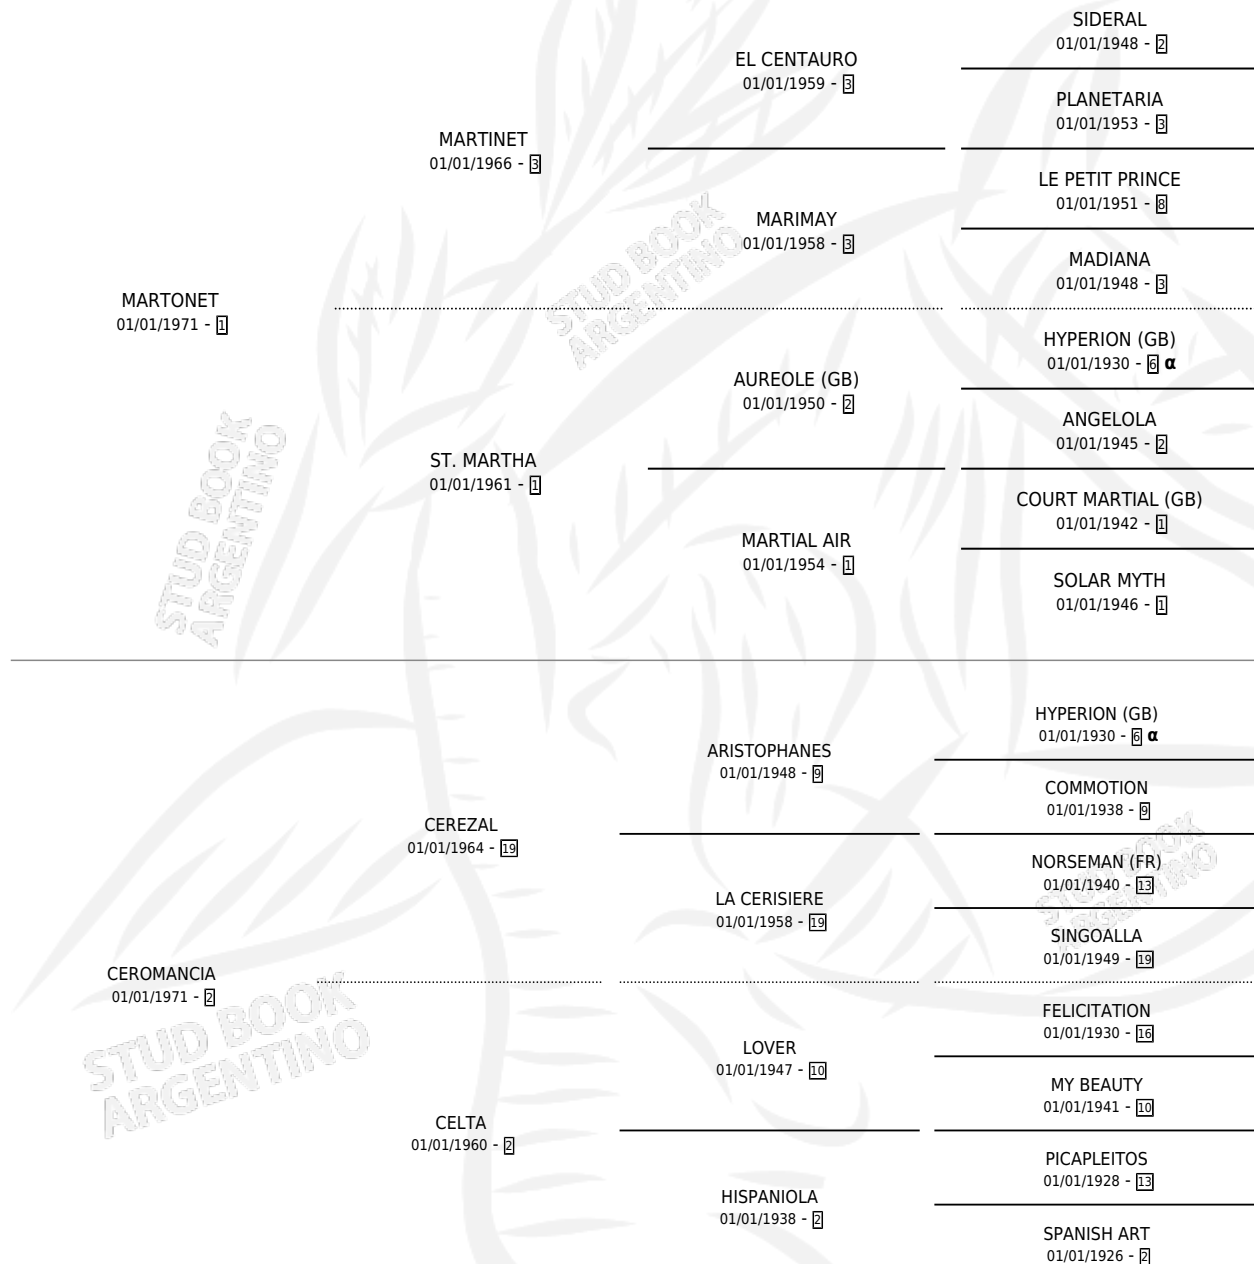 SIDERAL
01/01/1948 - 2
EL CENTAURO
01/01/1959 - 3
PLANETARIA
01/01/1953 - 3
MARTINET
01/01/1966 - 3
LE PETIT PRINCE
01/01/1951 - 8
MARIMAY
01/01/1958 - 3
MADIANA
01/01/1948 - 3
MARTONET
01/01/1971 - 1
HYPERION (GB)
01/01/1930 - 6 α
AUREOLE (GB)
01/01/1950 - 2
ANGELOLA
01/01/1945 - 2
ST. MARTHA
01/01/1961 - 1
COURT MARTIAL (GB)
01/01/1942 - 1
MARTIAL AIR
01/01/1954 - 1
SOLAR MYTH
01/01/1946 - 1
STUD BOOK
ARGENTINO
STUD BOOK
ARGENTINO
HYPERION (GB)
01/01/1930 - 6 α
ARISTOPHANES
01/01/1948 - 9
COMMOTION
01/01/1938 - 9
CEREZAL
01/01/1964 - 19
NORSEMAN (FR)
01/01/1940 - 13
LA CERISIERE
01/01/1958 - 19
SINGOALLA
01/01/1949 - 19
CEROMANCIA
01/01/1971 - 2
FELICITATION
01/01/1930 - 16
LOVER
01/01/1947 - 10
MY BEAUTY
01/01/1941 - 10
CELTA
01/01/1960 - 2
PICAPLEITOS
01/01/1928 - 13
HISPANIOLA
01/01/1938 - 2
SPANISH ART
01/01/1926 - 2
STUD BOOK
ARGENTINO
STUD BOOK
ARGENTINO